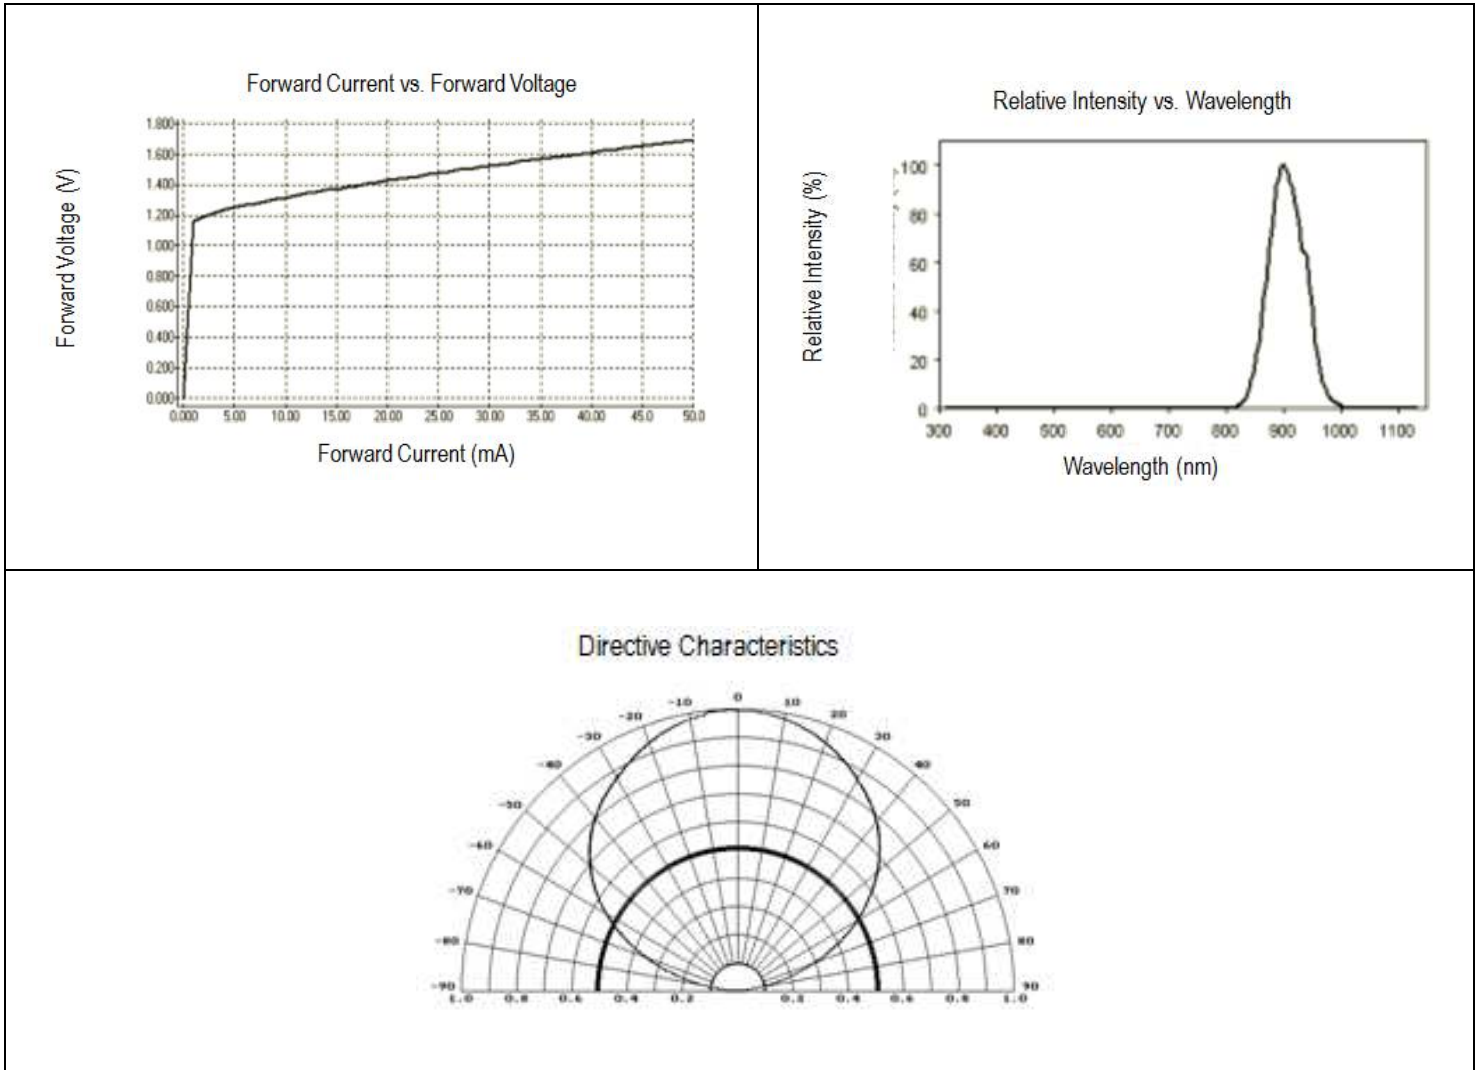 Forward Current vs. Forward Voltage
1.800
1.600
1.400
1.200
1.000
0.800
0.600
0.400
0.200
0.000
Forward Voltage (V)
0.000 5.00 10.00 15.00 20.00 25.00 30.00 35.00 40.00 45.0 50.0
Forward Current (mA)
Relative Intensity vs. Wavelength
100
80
60
40
20
0
Relative Intensity (%)
300 400 500 600 700 800 900 1000 1100
Wavelength (nm)
Directive Characteristics
-90 -80 -70 -60 -50 -40 -30 -20 -10 0 10 20 30 40 50 60 70 80 90
1.0 0.8 0.6 0.4 0.2 0.2 0.4 0.6 0.8 1.0